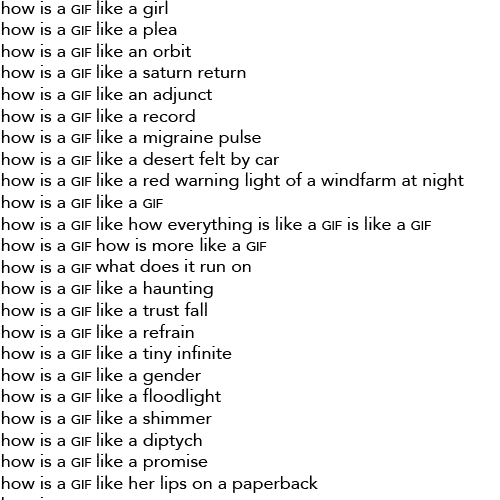 how is a GIF like a girl
how is a GIF like a plea
how is a GIF like an orbit
how is a GIF like a saturn return
how is a GIF like an adjunct
how is a GIF like a record
how is a GIF like a migraine pulse
how is a GIF like a desert felt by car
how is a GIF like a red warning light of a windfarm at night
how is a GIF like a GIF
how is a GIF like how everything is like a GIF is like a GIF
how is a GIF how is more like a GIF
how is a GIF what does it run on
how is a GIF like a haunting
how is a GIF like a trust fall
how is a GIF like a refrain
how is a GIF like a tiny infinite
how is a GIF like a gender
how is a GIF like a floodlight
how is a GIF like a shimmer
how is a GIF like a diptych
how is a GIF like a promise
how is a GIF like her lips on a paperback